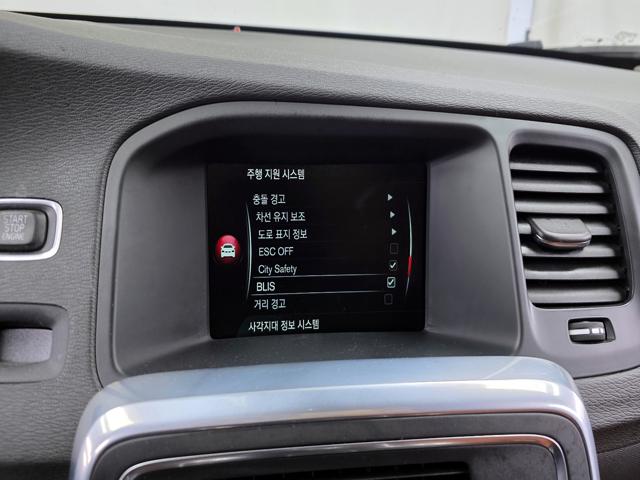 주행 지원 시스템
충돌 경고
차선 유지 보조
도로 표지 정보
ESC OFF
City Safety
BLIS
거리 경고
사각지대 정보 시스템
START
STOP
ENGINE